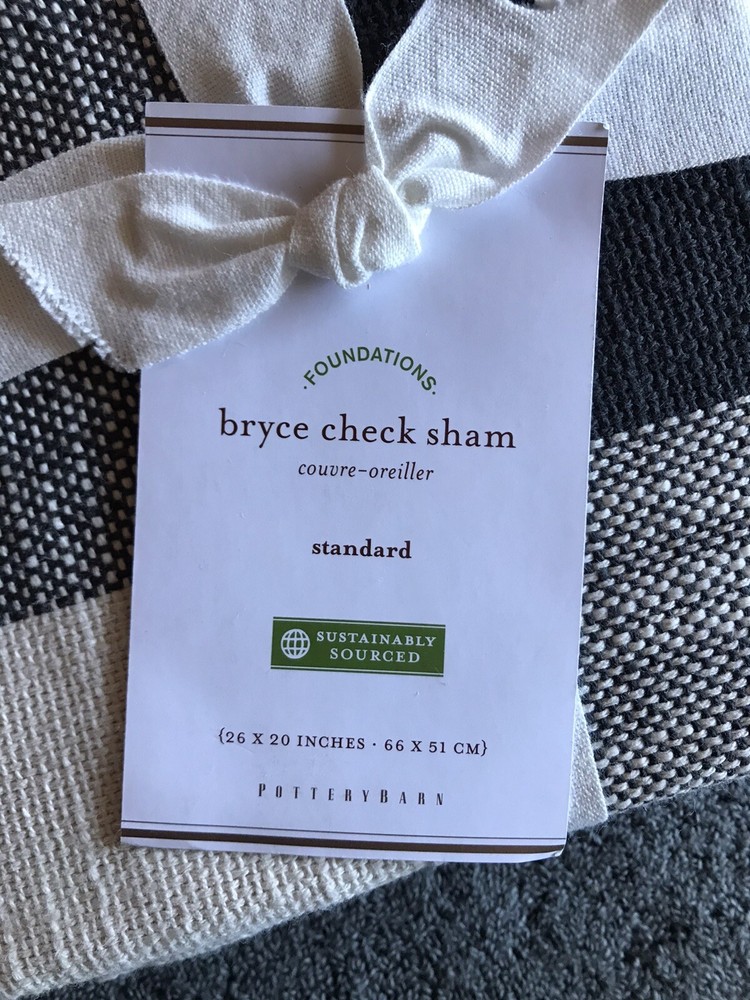 ·FOUNDATIONS·
bryce check sham
couvre-oreiller
standard
SUSTAINABLY
SOURCED
{26 X 20 INCHES · 66 X 51 CM}
POTTERYBARN